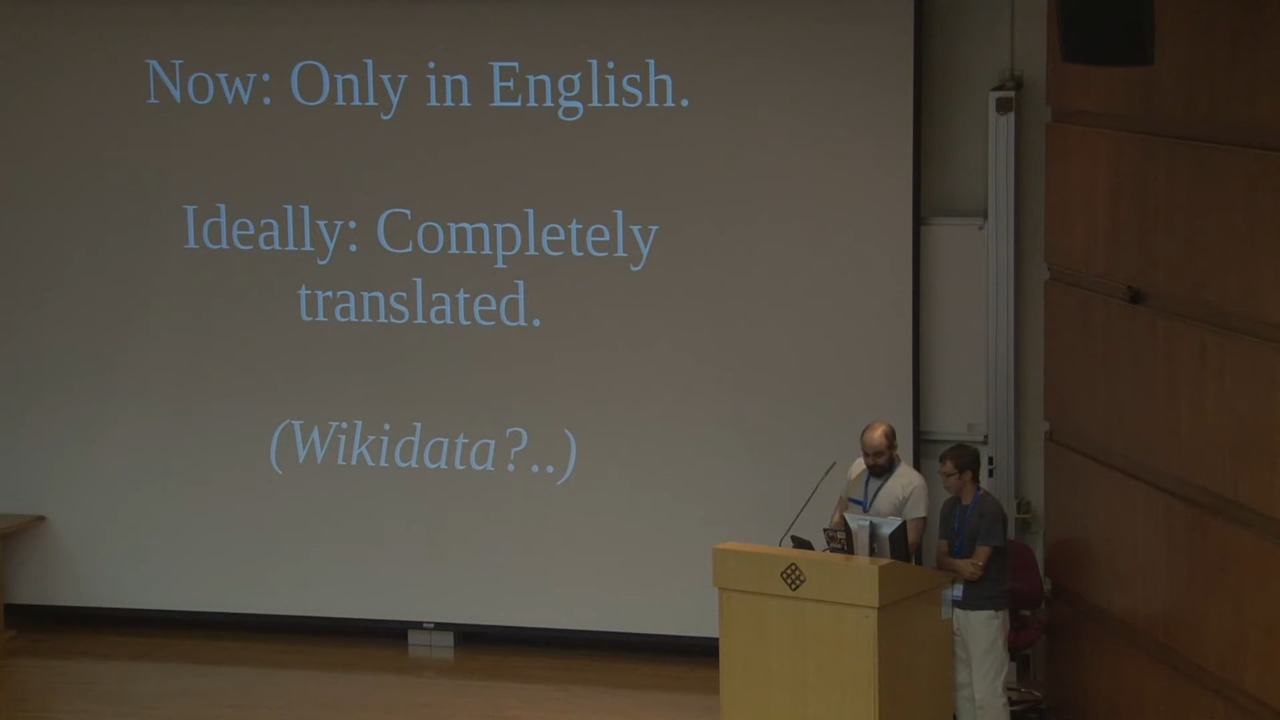 Now: Only in English.
Ideally: Completely
translated.
(Wikidata?..)